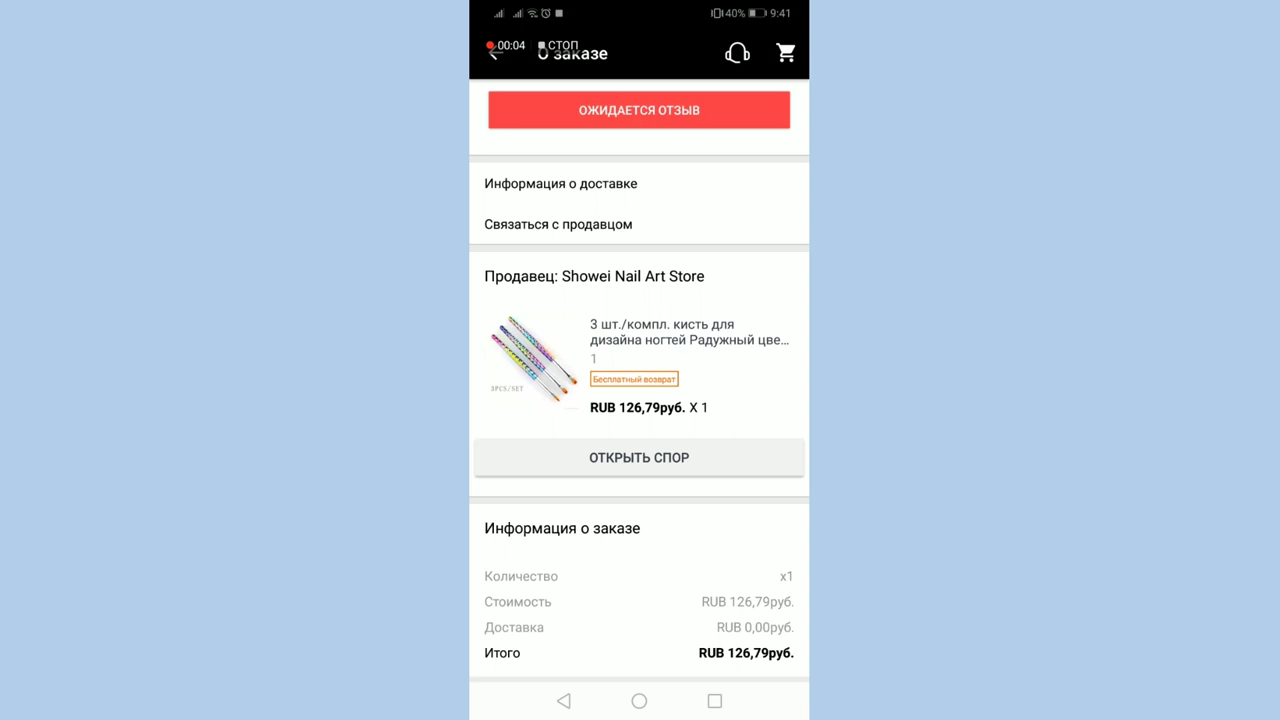 40% 9:41
00:04 СТОП
О заказе
ОЖИДАЕТСЯ ОТЗЫВ
Информация о доставке
Связаться с продавцом
Продавец: Showei Nail Art Store
3 шт./компл. кисть для
дизайна ногтей Радужный цве...
1
3PCS/SET
Бесплатный возврат
RUB 126,79руб. X 1
ОТКРЫТЬ СПОР
Информация о заказе
Количество x1
Стоимость RUB 126,79руб.
Доставка RUB 0,00руб.
Итого RUB 126,79руб.